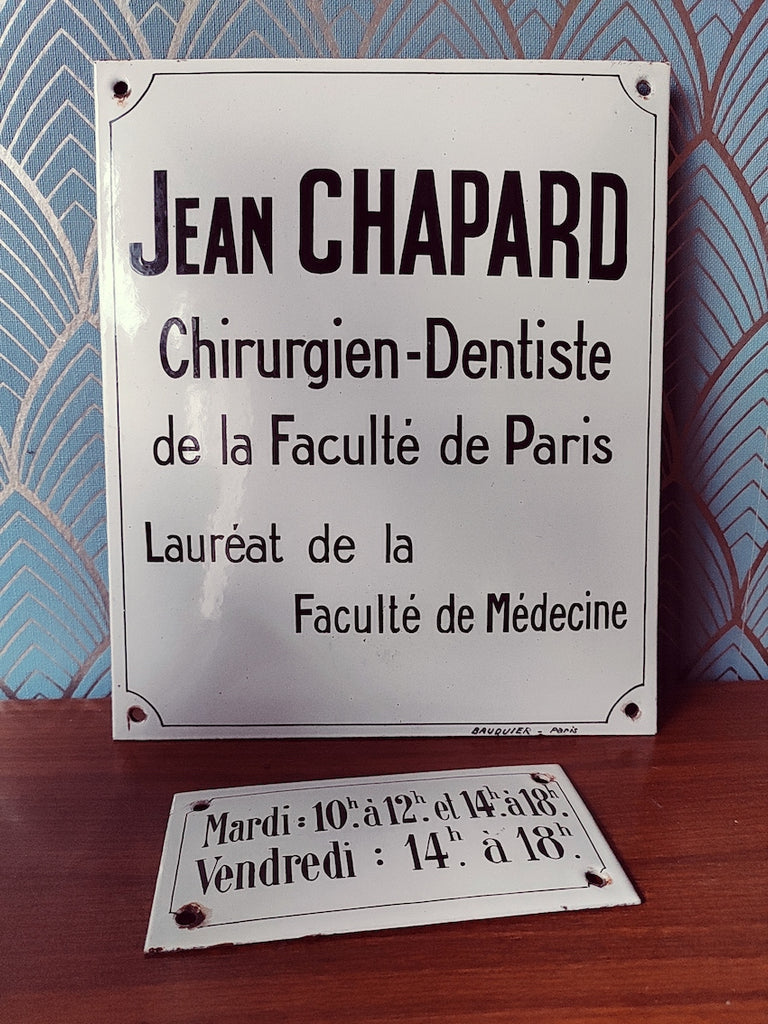 JEAN CHAPARD
Chirurgien-Dentiste
de la Faculté de Paris
Lauréat de la
Faculté de Médecine
BAUQUIER - Paris
Mardi : 10h. à 12h. et 14h. à 18h.
Vendredi : 14h. à 18h.